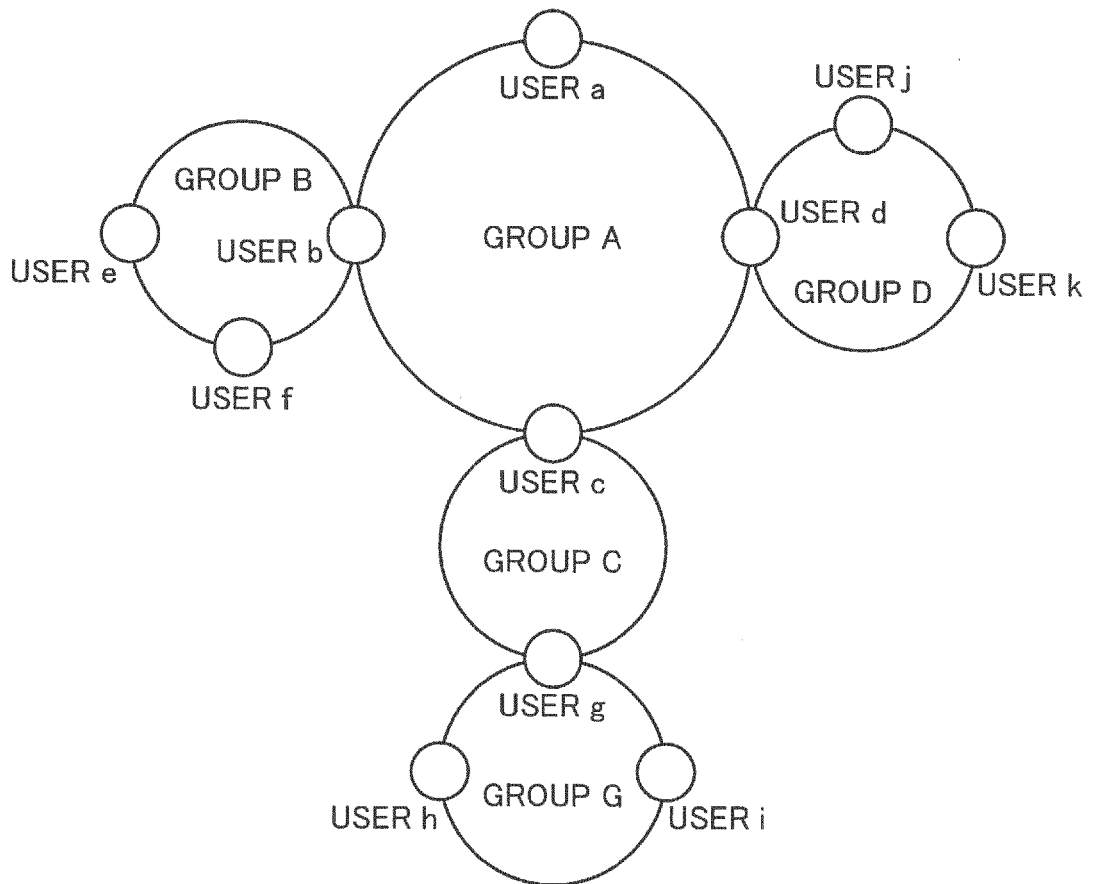 USER a
USER j
GROUP B
USER d
GROUP A
USER b
USER e
USER k
GROUP D
USER f
USER c
GROUP C
USER g
GROUP G
USER h
USER i